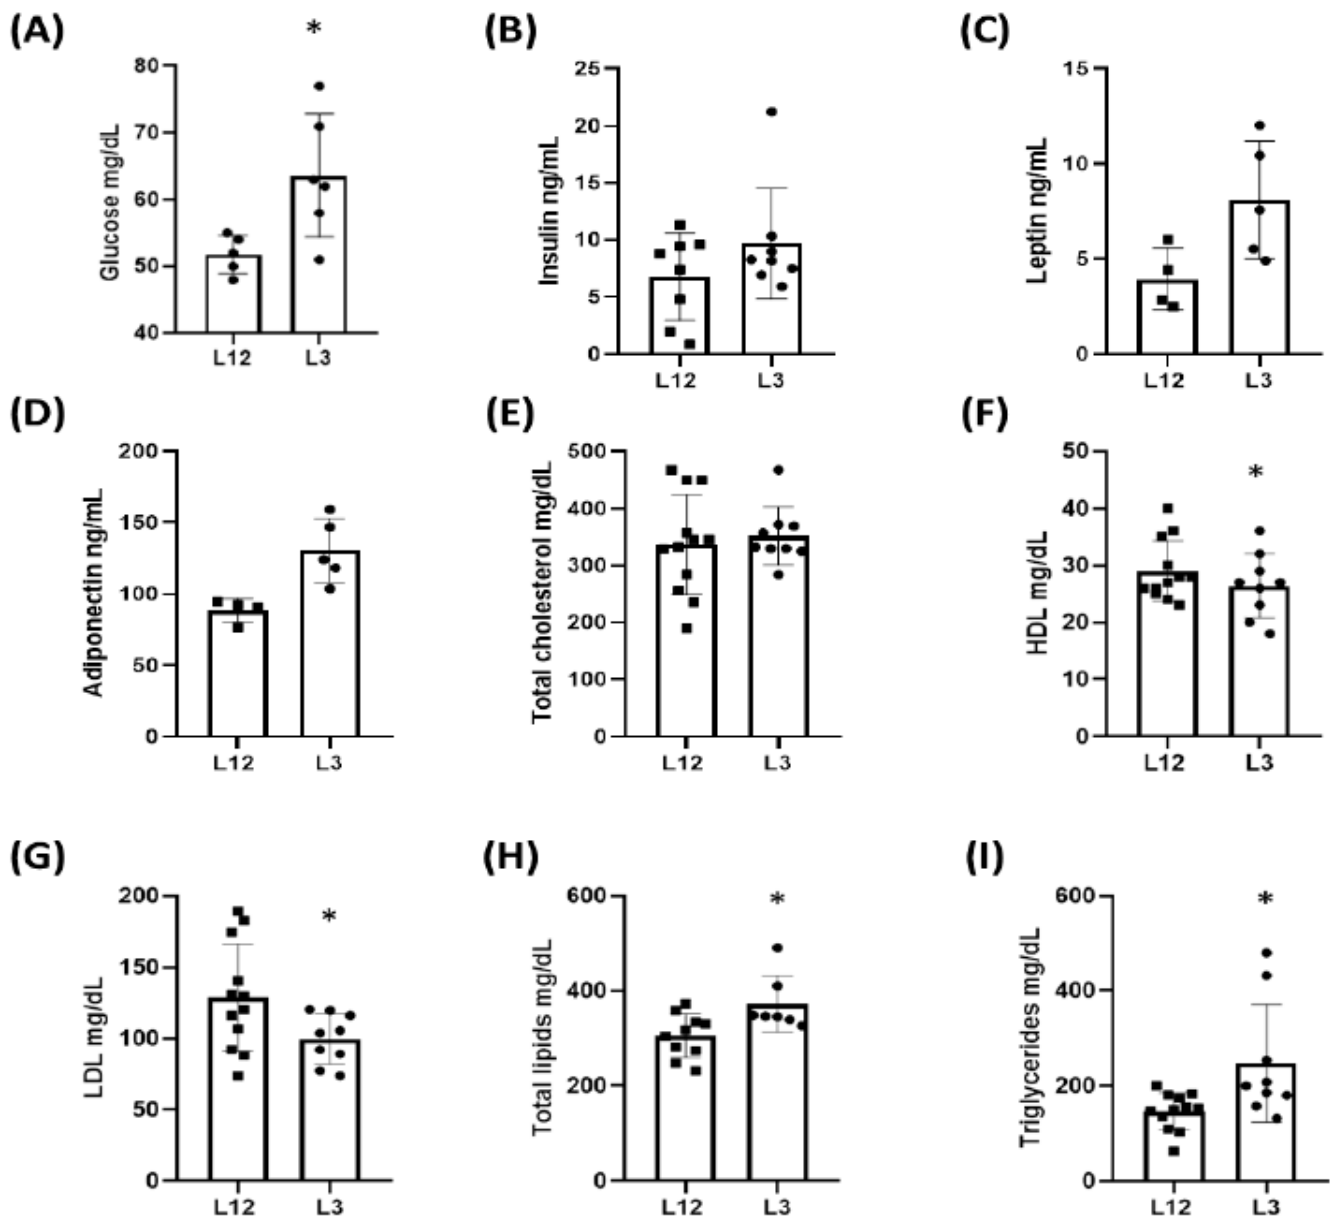 (A)
*
Glucose mg/dL
80
70
60
50
40
L12
L3
(B)
Insulin ng/mL
25
20
15
10
5
0
L12
L3
(C)
Leptin ng/mL
15
10
5
0
L12
L3
(D)
Adiponectin ng/mL
200
150
100
50
0
L12
L3
(E)
Total cholesterol mg/dL
500
400
300
200
100
0
L12
L3
(F)
*
HDL mg/dL
50
40
30
20
10
0
L12
L3
(G)
*
LDL mg/dL
200
150
100
50
0
L12
L3
(H)
*
Total lipids mg/dL
600
400
200
0
L12
L3
(I)
*
Triglycerides mg/dL
600
400
200
0
L12
L3